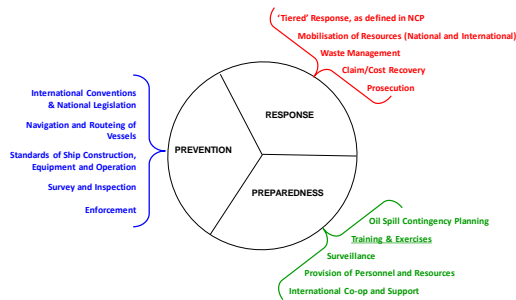 ‘Tiered’ Response, as defined in NCP
Mobilisation of Resources (National and International)
Waste Management
Claim/Cost Recovery
Prosecution
International Conventions
& National Legislation
Navigation and Routeing of
Vessels
Standards of Ship Construction,
Equipment and Operation
Survey and Inspection
Enforcement
RESPONSE
PREVENTION
PREPAREDNESS
Oil Spill Contingency Planning
Training & Exercises
Surveillance
Provision of Personnel and Resources
International Co-op and Support